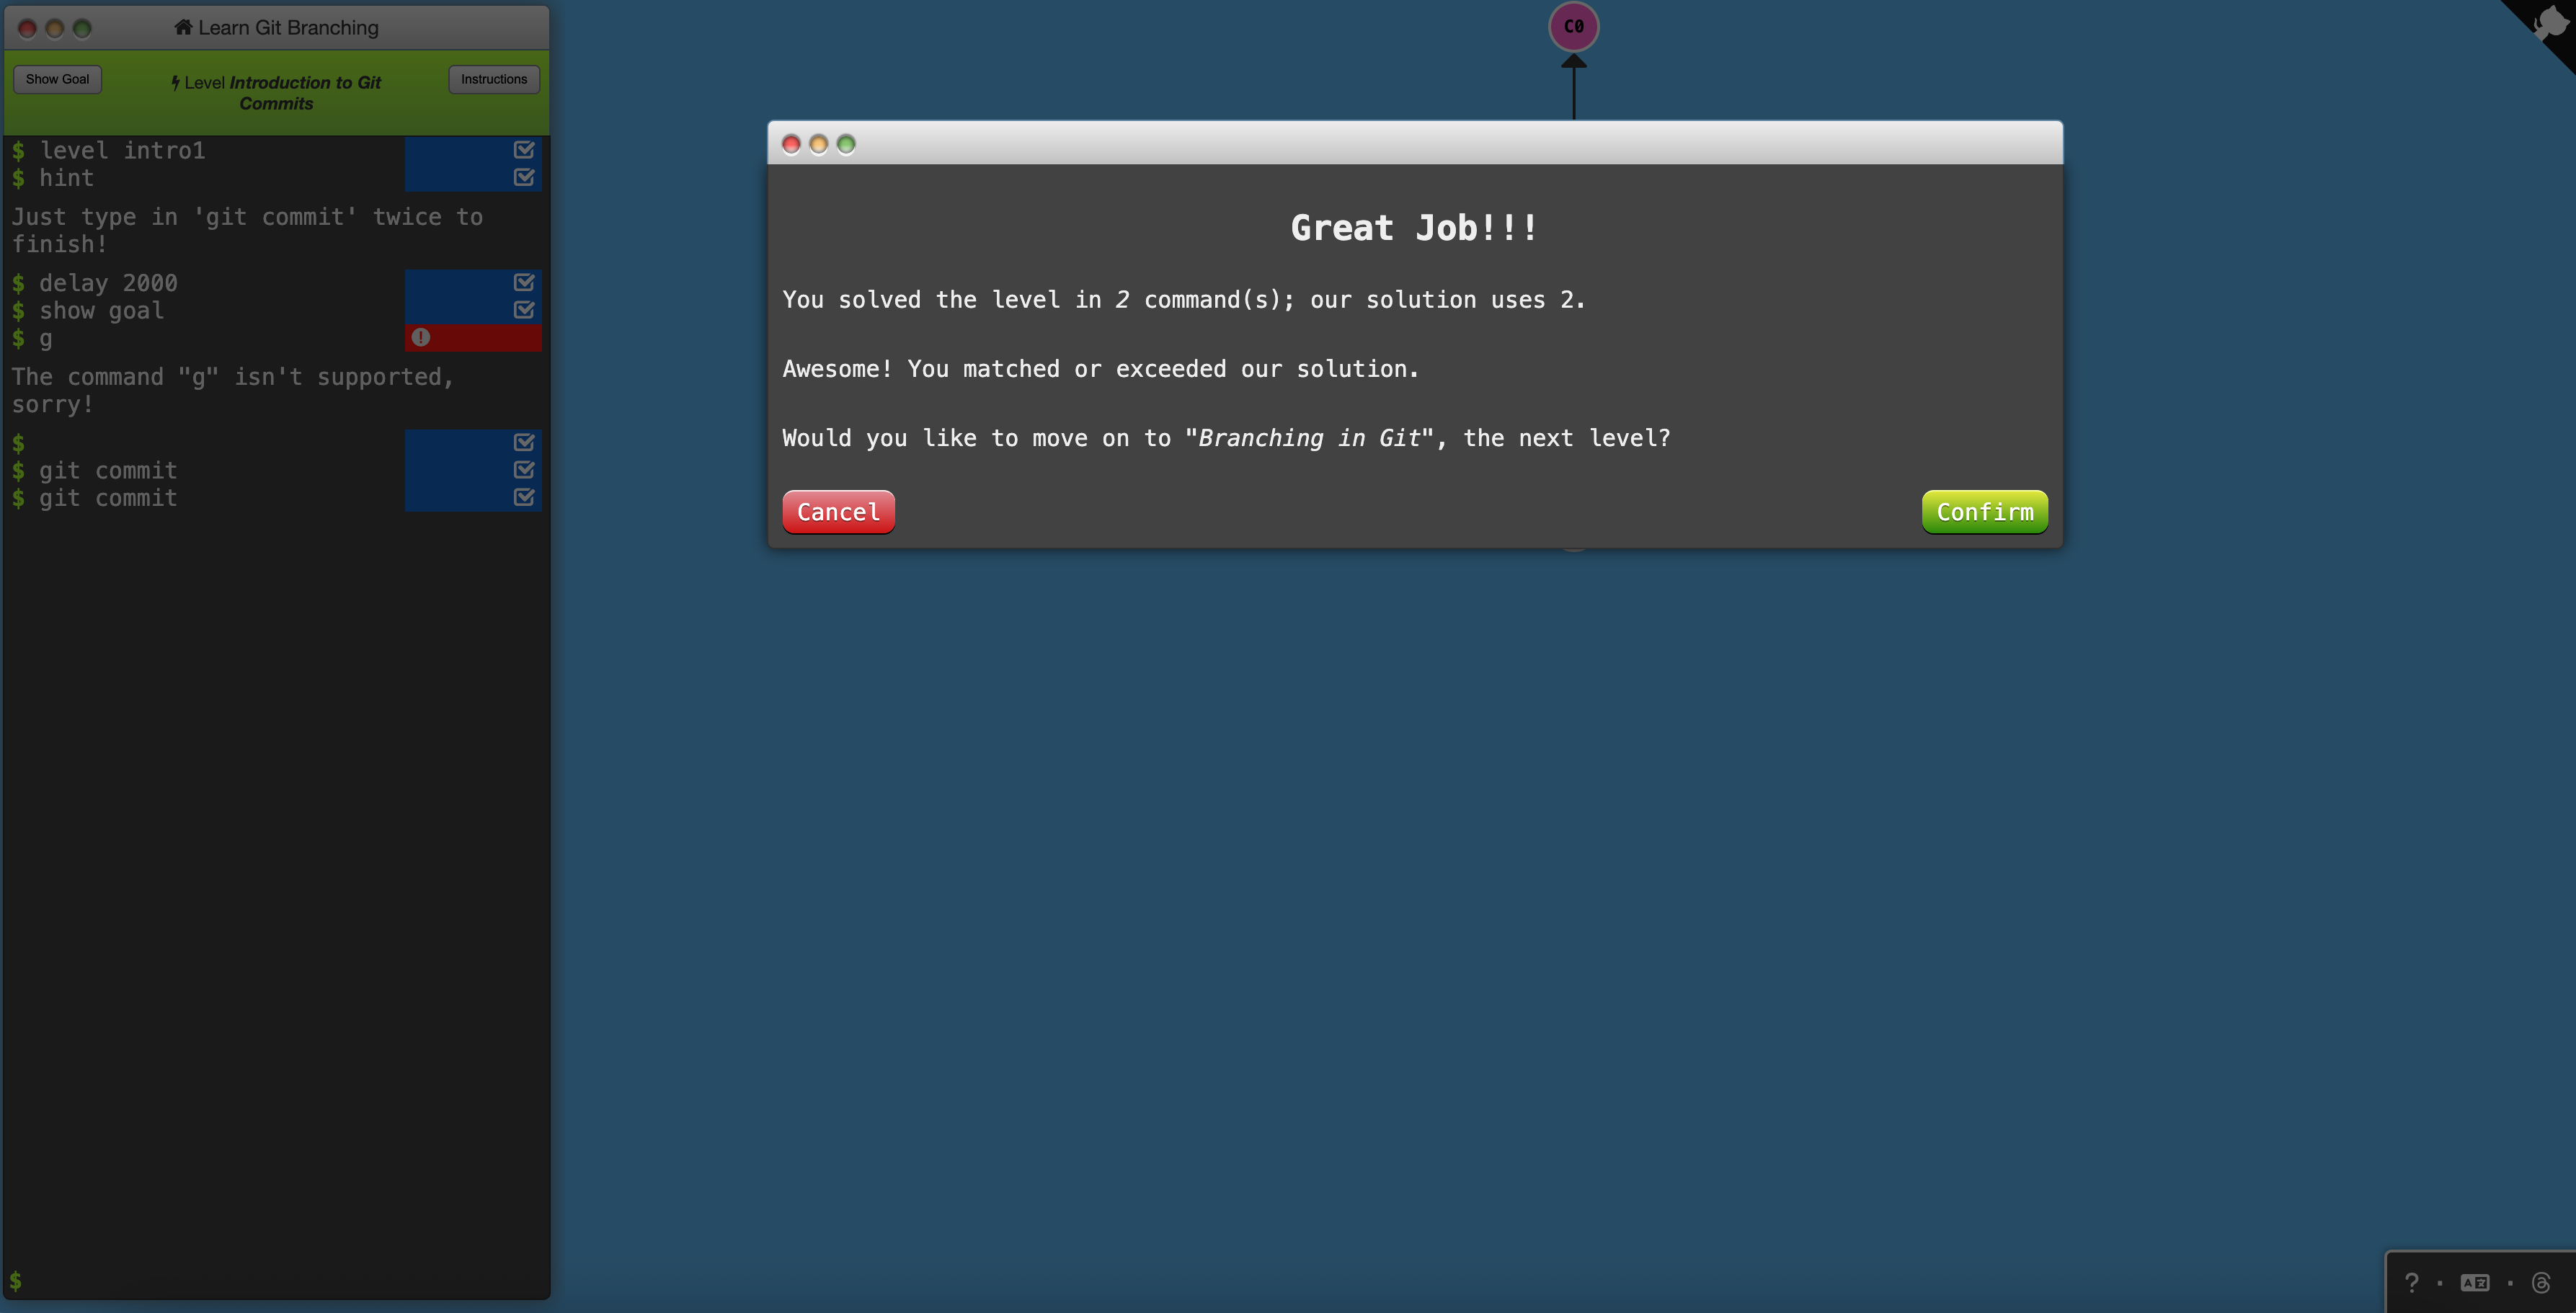 Learn Git Branching
Show Goal
Level Introduction to Git
Commits
Instructions
$ level intro1
$ hint
Just type in 'git commit' twice to
finish!
$ delay 2000
$ show goal
$ g
The command "g" isn't supported,
sorry!
$
$ git commit
$ git commit
$
C0
Great Job!!!
You solved the level in 2 command(s); our solution uses 2.
Awesome! You matched or exceeded our solution.
Would you like to move on to "Branching in Git", the next level?
Cancel
Confirm
? ·